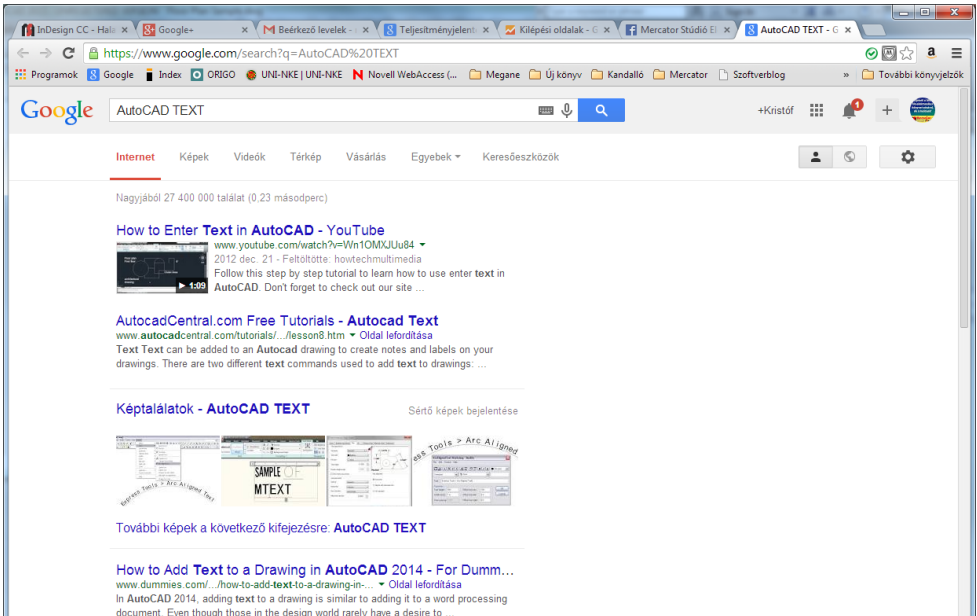 InDesign CC - Hala
Google+
Beérkező levelek -
Teljesítményjelent
Kilépési oldalak - G
Mercator Stúdió El
AutoCAD TEXT - G
https://www.google.com/search?q=AutoCAD%20TEXT
Programok Google Index ORIGO UNI-NKE | UNI-NKE Novell WebAccess (... Megane Új könyv Kandalló Mercator Szoftverblog » További könyvjelzők
Google AutoCAD TEXT +Kristóf 1
Internet Képek Videók Térkép Vásárlás Egyebek Keresőeszközök
Nagyjából 27 400 000 találat (0,23 másodperc)
How to Enter Text in AutoCAD - YouTube
www.youtube.com/watch?v=Wn1OMXJUu84
2012 dec. 21 - Feltöltötte: howtechmultimedia
Follow this step by step tutorial to learn how to use enter text in
AutoCAD. Don't forget to check out our site ...
1:09
AutocadCentral.com Free Tutorials - Autocad Text
www.autocadcentral.com/tutorials/.../lesson8.htm Oldal lefordítása
Text Text can be added to an Autocad drawing to create notes and labels on your
drawings. There are two different text commands used to add text to drawings: ...
Képtalálatok - AutoCAD TEXT Sértő képek bejelentése
Express Tools > Arc Aligned Text
SAMPLE OF
MTEXT
ess Tools > Arc Aligned
További képek a következő kifejezésre: AutoCAD TEXT
How to Add Text to a Drawing in AutoCAD 2014 - For Dumm...
www.dummies.com/.../how-to-add-text-to-a-drawing-in-... Oldal lefordítása
In AutoCAD 2014, adding text to a drawing is similar to adding it to a word processing
document. Even though those in the design world rarely have a desire to ...